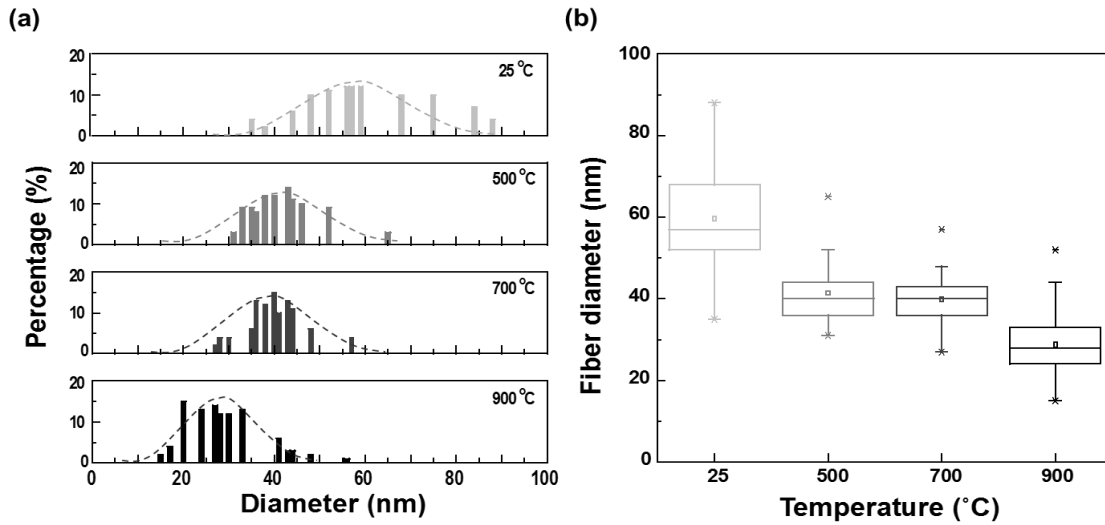 (a)
(b)
Percentage (%)
20
10
0
25 °C
20
10
0
500 °C
20
10
0
700 °C
20
10
0
900 °C
0 20 40 60 80 100
Diameter (nm)
Fiber diameter (nm)
100
80
60
40
20
0
25 500 700 900
Temperature (˚C)